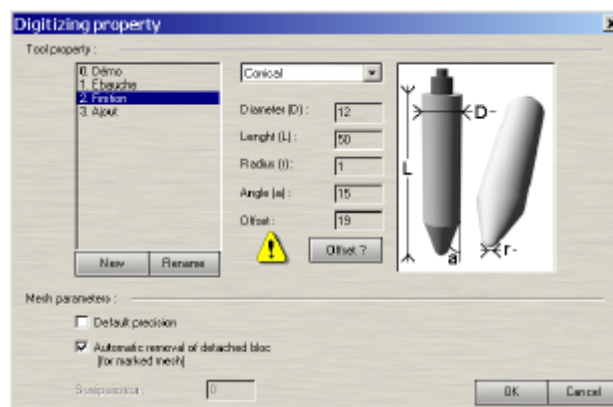 Digitizing property
Tool property :
0. Démo
1. Ebauche
2. Finition
3. Ajout
New
Rename
Conical
Diameter (D) :
12
Lenght (L) :
50
Radius (r) :
1
Angle (a) :
15
Offset :
19
Offset ?
D
L
a
r
Mesh parameters :
Default precision
Automatic removal of detached bloc
(for marked mesh)
0
OK
Cancel